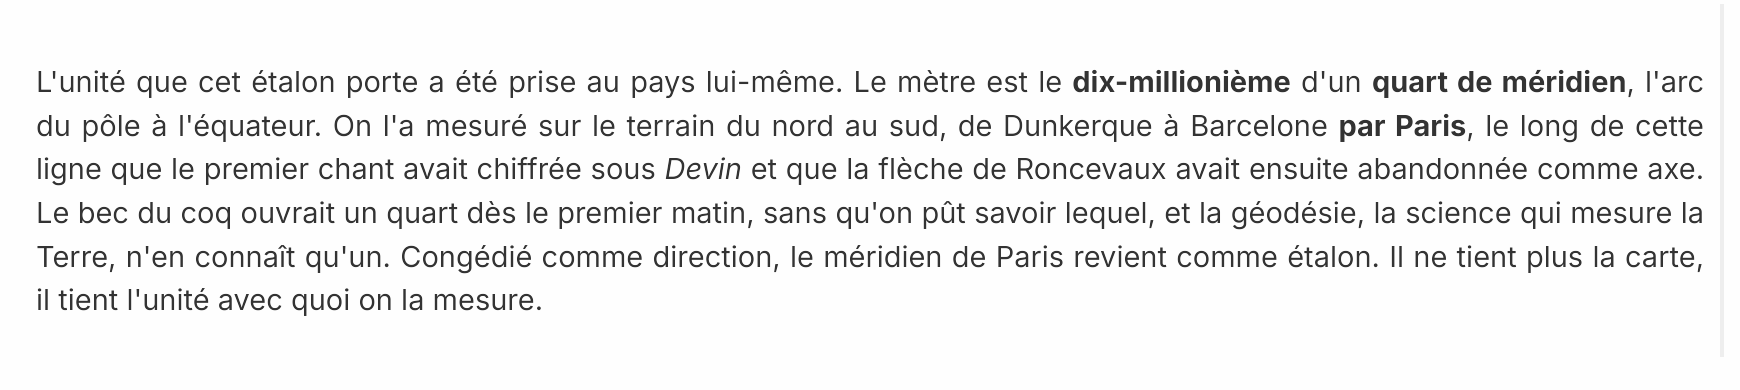 L'unité que cet étalon porte a été prise au pays lui-même. Le mètre est le dix-millionième d'un quart de méridien, l'arc
du pôle à l'équateur. On l'a mesuré sur le terrain du nord au sud, de Dunkerque à Barcelone par Paris, le long de cette
ligne que le premier chant avait chiffrée sous Devin et que la flèche de Roncevaux avait ensuite abandonnée comme axe.
Le bec du coq ouvrait un quart dès le premier matin, sans qu'on pût savoir lequel, et la géodésie, la science qui mesure la
Terre, n'en connaît qu'un. Congédié comme direction, le méridien de Paris revient comme étalon. Il ne tient plus la carte,
il tient l'unité avec quoi on la mesure.